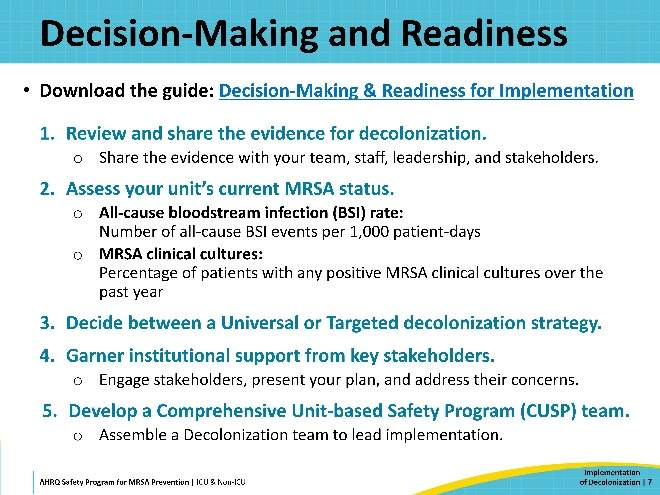 Decision-Making and Readiness
• Download the guide: Decision-Making & Readiness for Implementation
1. Review and share the evidence for decolonization.
o Share the evidence with your team, staff, leadership, and stakeholders.
2. Assess your unit's current MRSA status.
o All-cause bloodstream infection (BSI) rate:
Number of all-cause BSI events per 1,000 patient-days
o MRSA clinical cultures:
Percentage of patients with any positive MRSA clinical cultures over the
past year
3. Decide between a Universal or Targeted decolonization strategy.
4. Garner institutional support from key stakeholders.
o Engage stakeholders, present your plan, and address their concerns.
5. Develop a Comprehensive Unit-based Safety Program (CUSP) team.
o Assemble a Decolonization team to lead implementation.
AHRQ Safety Program for MRSA Prevention | ICU & Non-ICU
Implementation
of Decolonization | 7